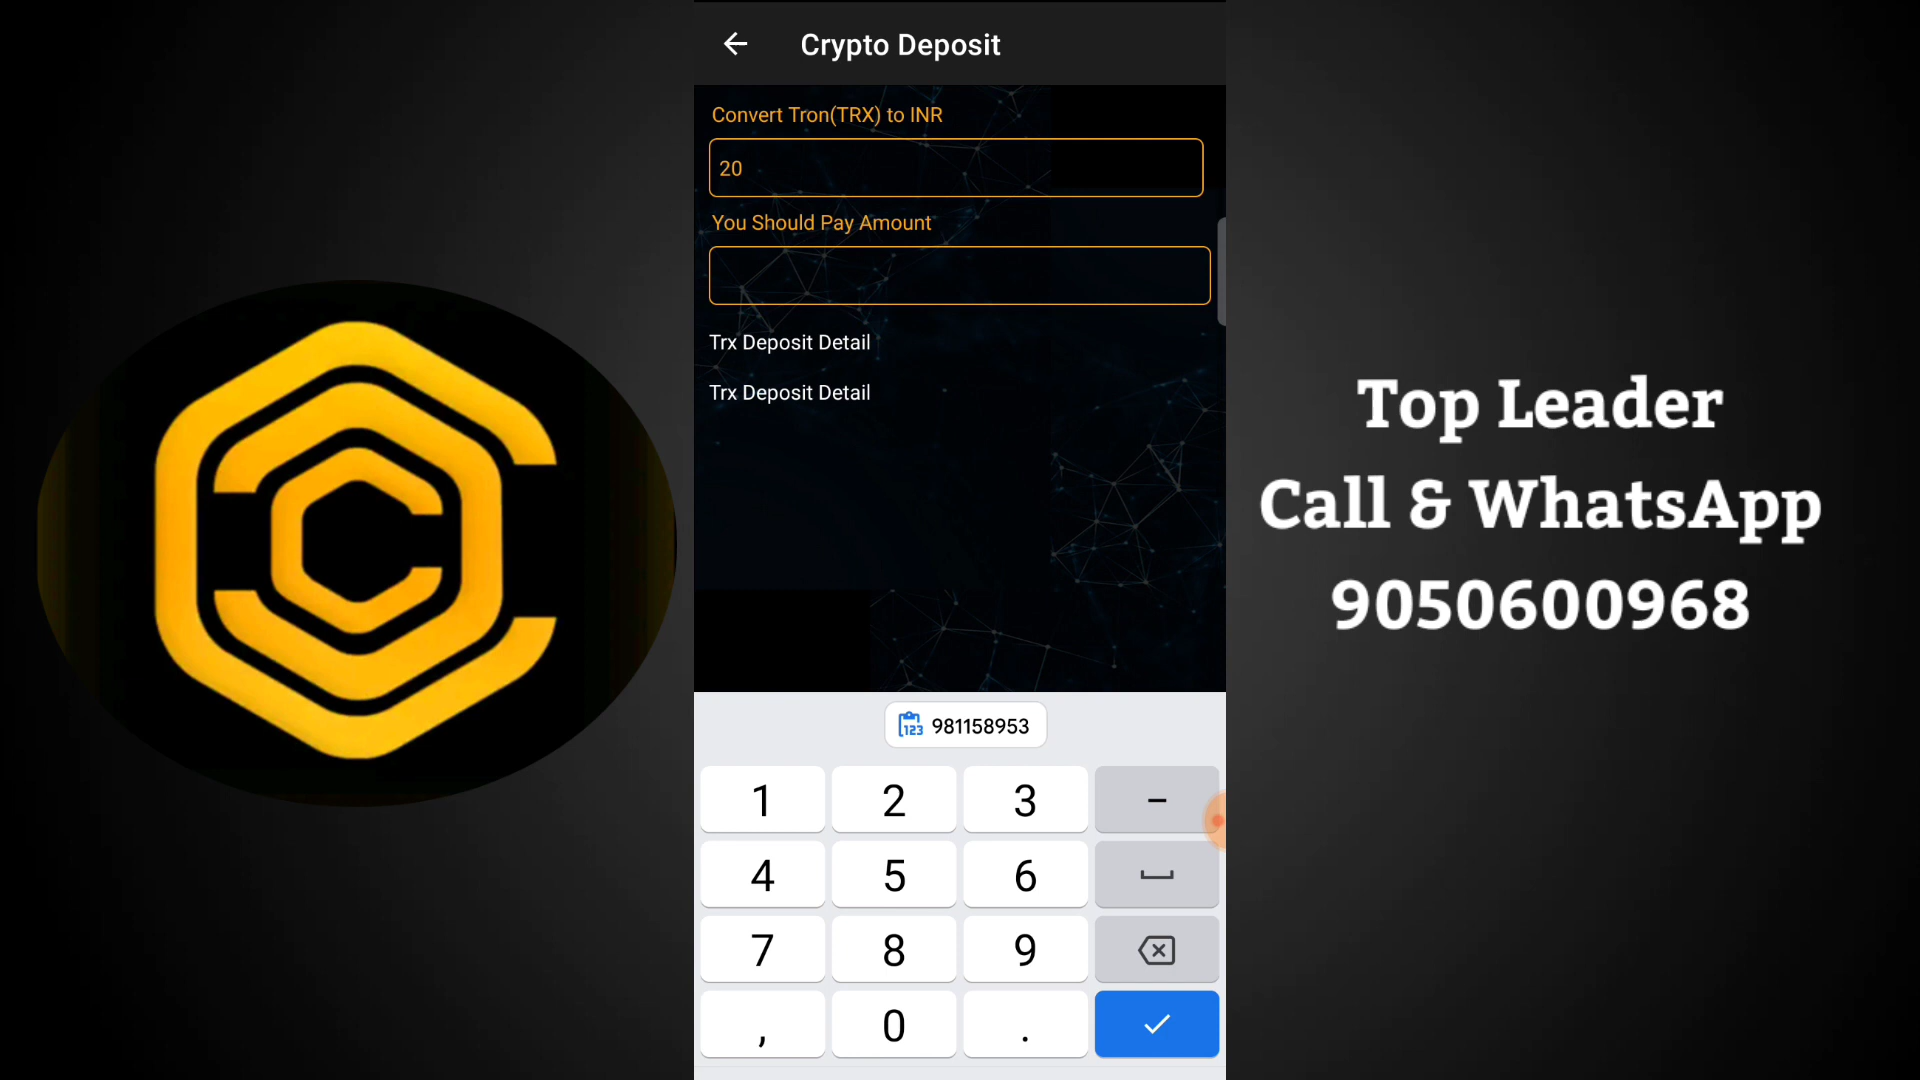 Crypto Deposit
Convert Tron(TRX) to INR
20
You Should Pay Amount
Trx Deposit Detail
Trx Deposit Detail
Top Leader
Call & WhatsApp
9050600968
123 981158953
1 2 3 -
4 5 6
7 8 9
, 0 .